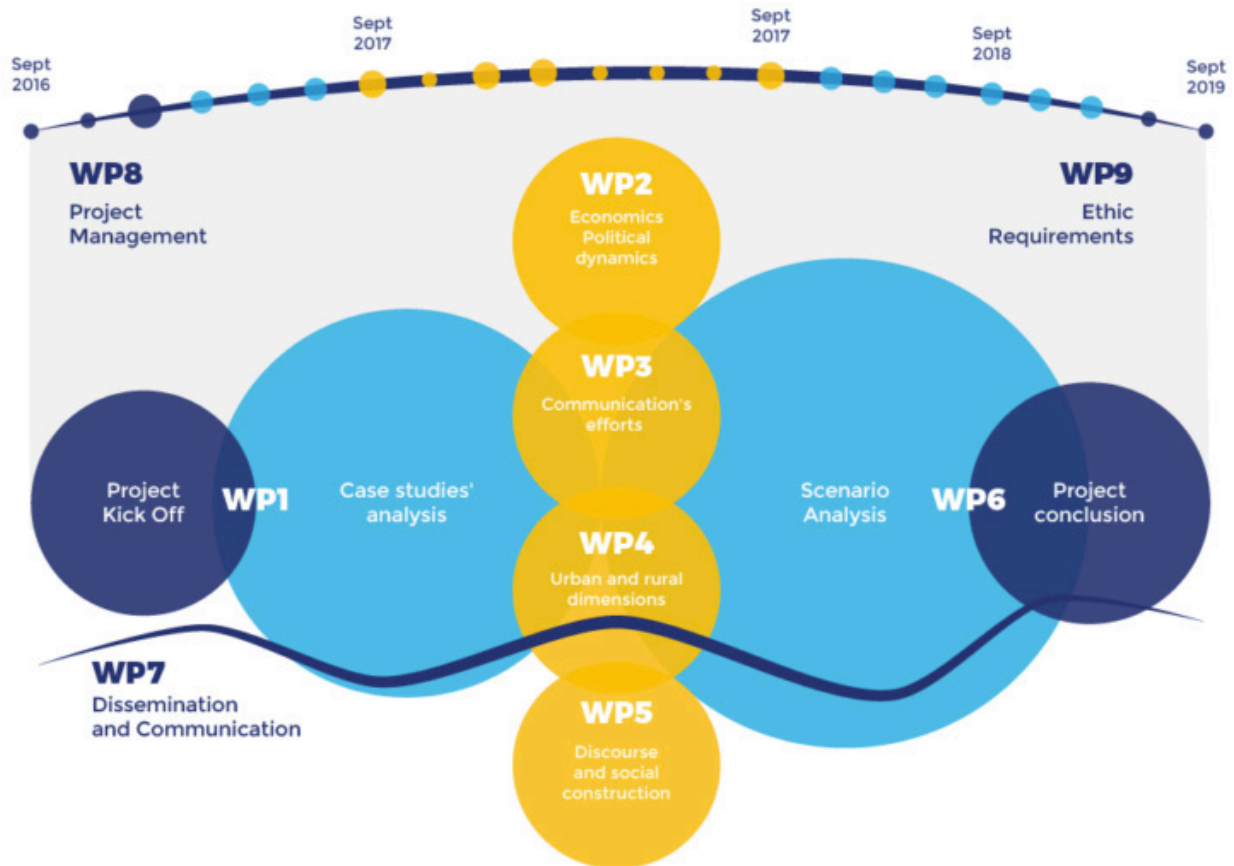 Sept
2016
Sept
2017
Sept
2017
Sept
2018
Sept
2019
WP8
Project
Management
WP2
Economics
Political
dynamics
WP9
Ethic
Requirements
WP3
Communication's
efforts
Project
Kick Off
WP1
Case studies'
analysis
Scenario
Analysis
WP6
Project
conclusion
WP4
Urban and rural
dimensions
WP7
Dissemination
and Communication
WP5
Discourse
and social
construction